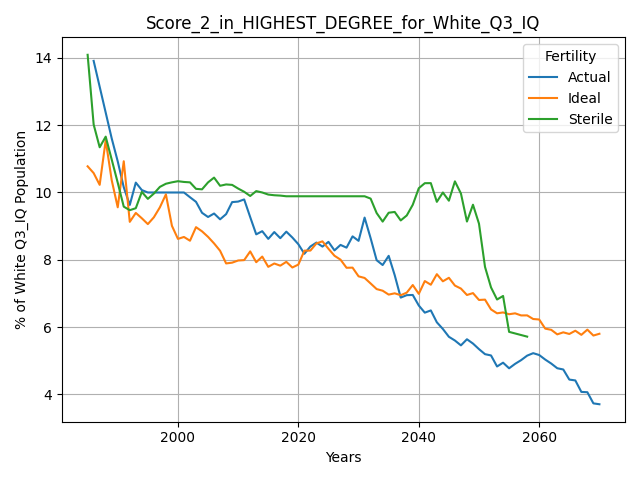 Score_2_in_HIGHEST_DEGREE_for_White_Q3_IQ
Fertility
Actual
Ideal
Sterile
% of White Q3_IQ Population
14
12
10
8
6
4
2000 2020 2040 2060
Years